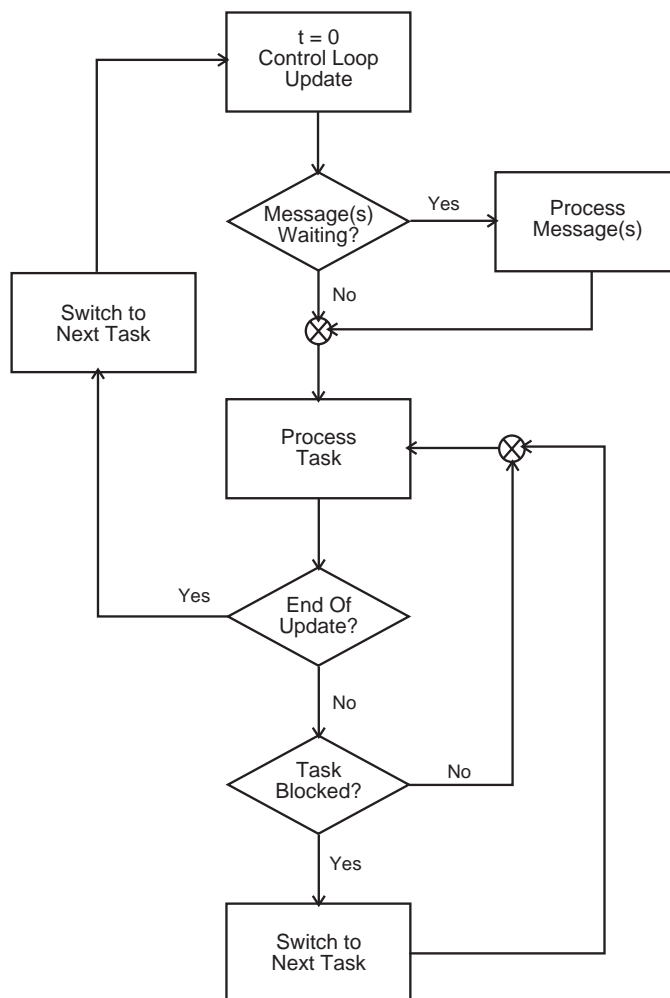 t = 0
Control Loop
Update
Message(s)
Waiting?
Yes
Process
Message(s)
No
Switch to
Next Task
Process
Task
Yes
End Of
Update?
No
Task
Blocked?
No
Yes
Switch to
Next Task